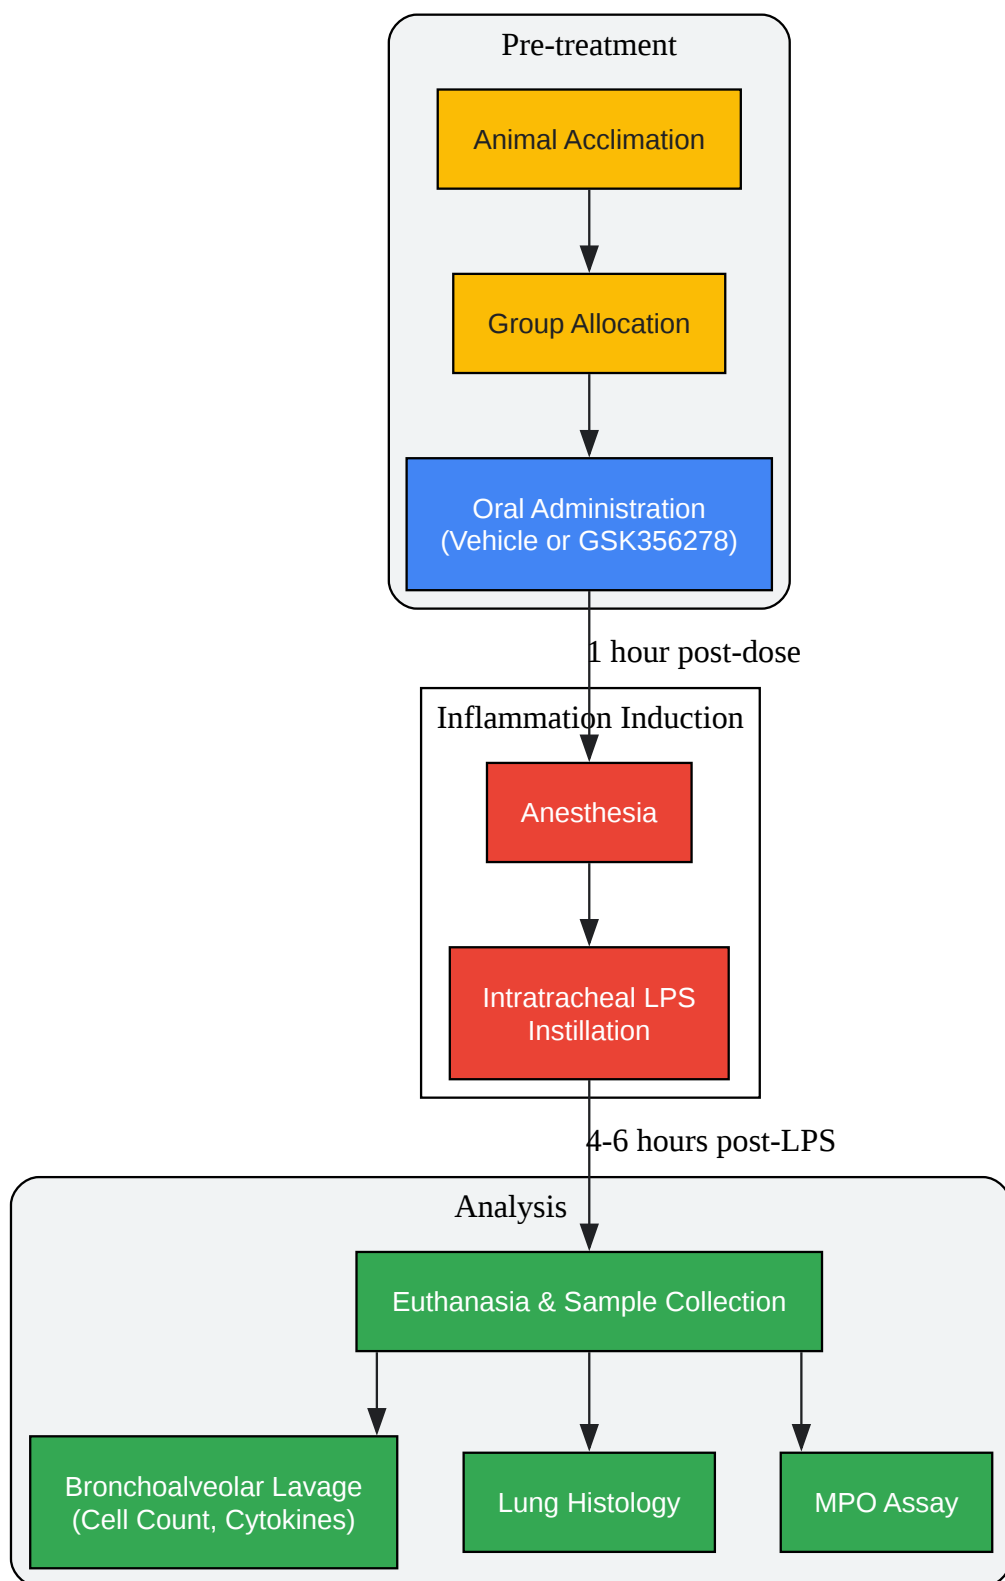 Pre-treatment
Animal Acclimation
Group Allocation
Oral Administration
(Vehicle or GSK356278)
1 hour post-dose
Inflammation Induction
Anesthesia
Intratracheal LPS
Instillation
4-6 hours post-LPS
Analysis
Euthanasia & Sample Collection
Bronchoalveolar Lavage
(Cell Count, Cytokines)
Lung Histology
MPO Assay